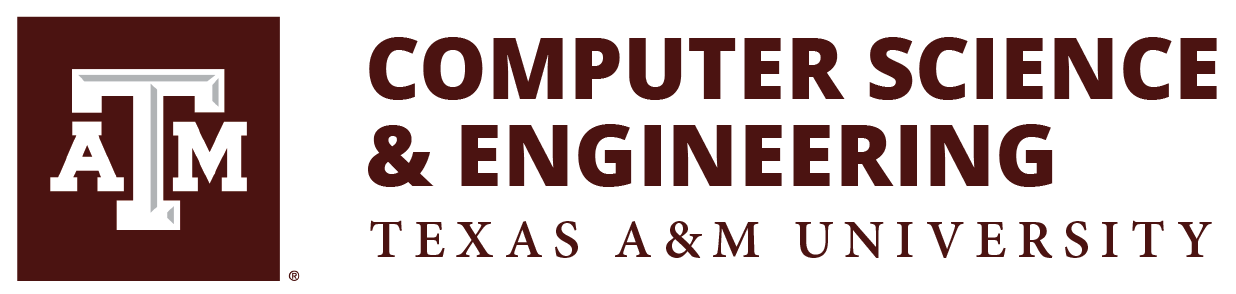 ATM
®
COMPUTER SCIENCE
& ENGINEERING
TEXAS A&M UNIVERSITY